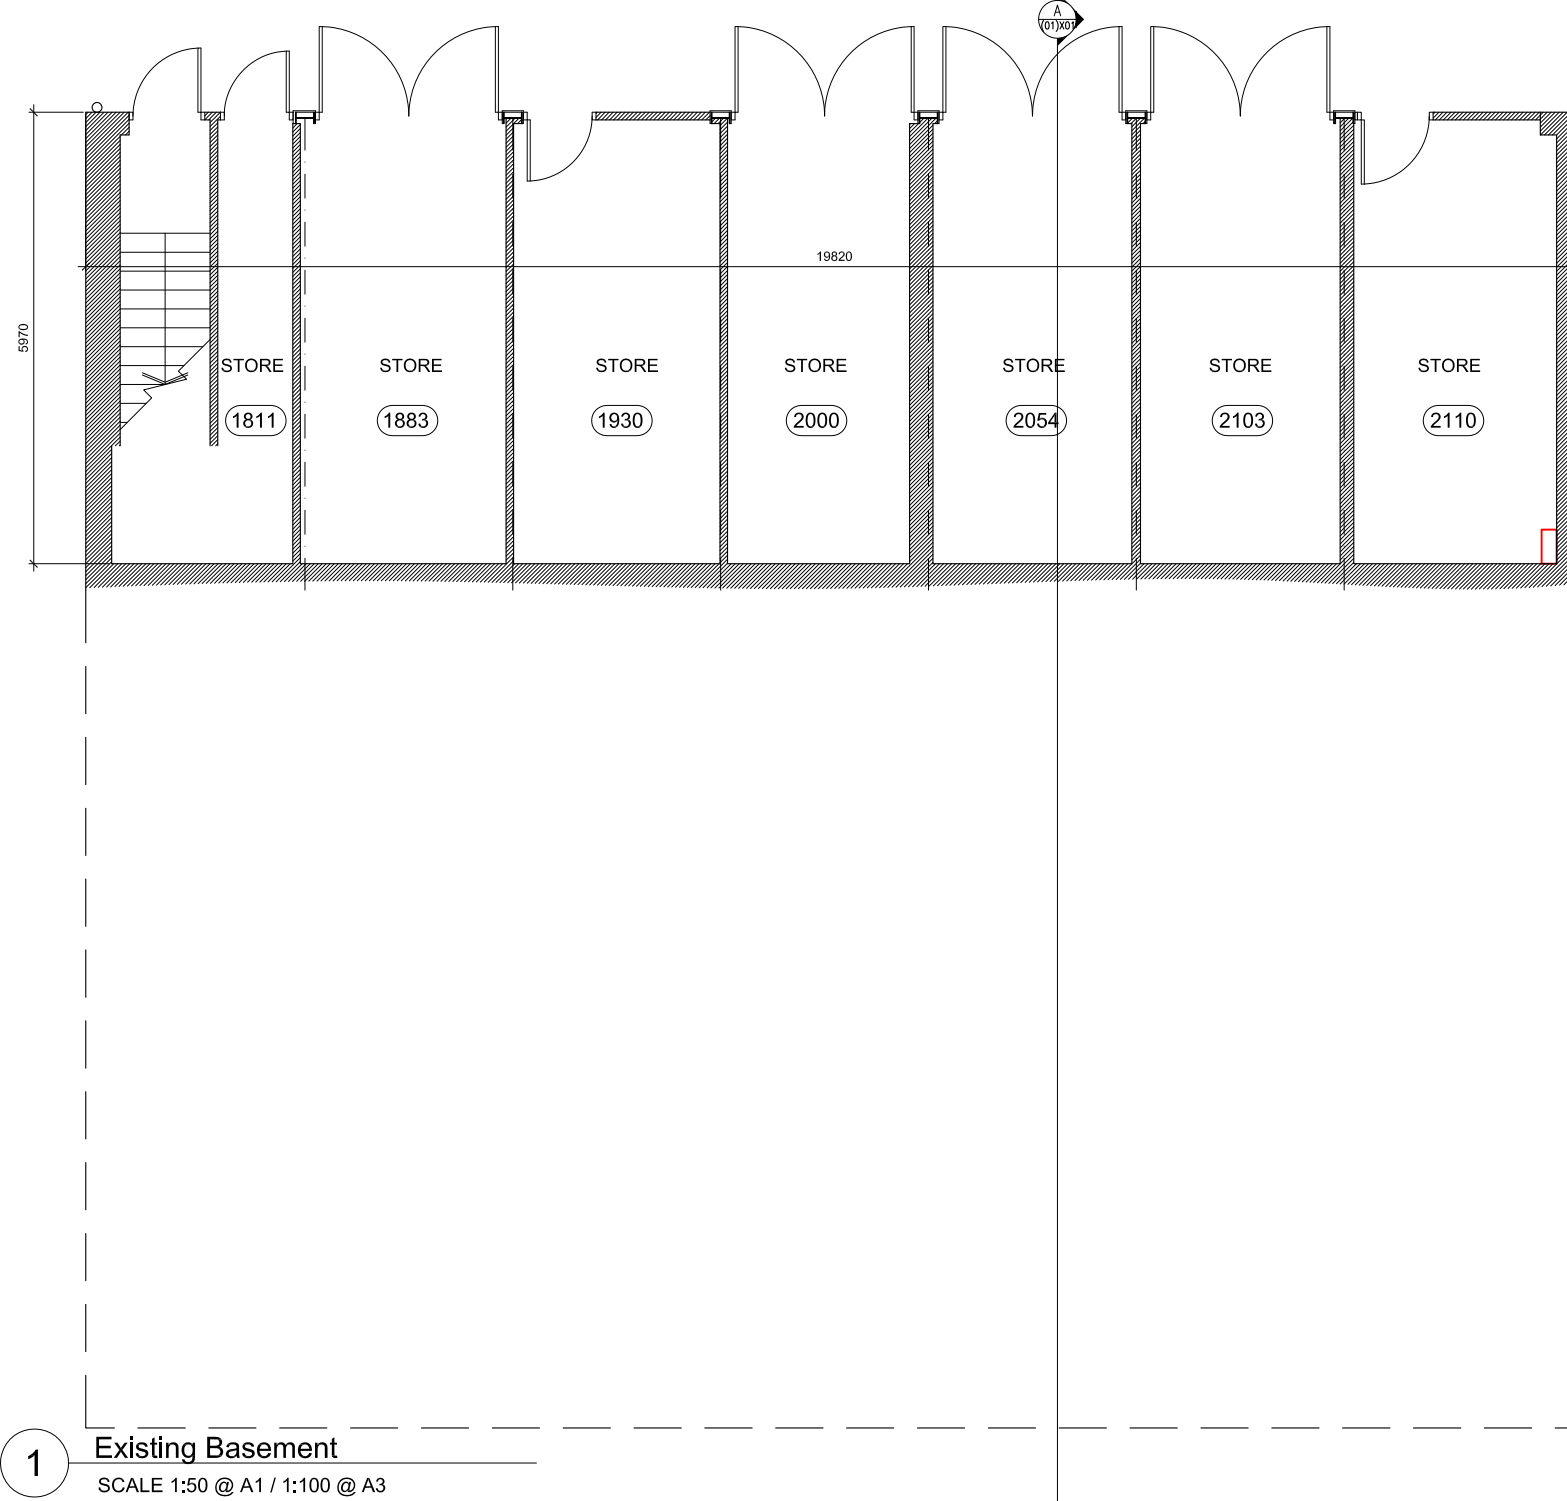 A
(01)X01
19820
5970
STORE STORE STORE STORE STORE STORE STORE
1811 1883 1930 2000 2054 2103 2110
1 Existing Basement
SCALE 1:50 @ A1 / 1:100 @ A3